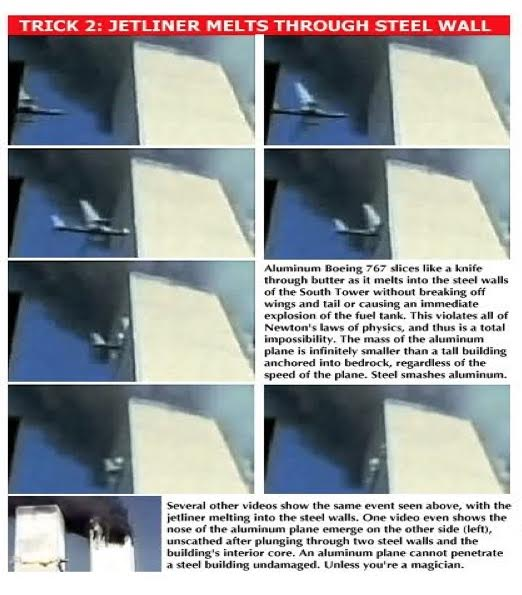 TRICK 2: JETLINER MELTS THROUGH STEEL WALL
Aluminum Boeing 767 slices like a knife
through butter as it melts into the steel walls
of the South Tower without breaking off
wings and tail or causing an immediate
explosion of the fuel tank. This violates all of
Newton's laws of physics, and thus is a total
impossibility. The mass of the aluminum
plane is infinitely smaller than a tall building
anchored into bedrock, regardless of the
speed of the plane. Steel smashes aluminum.
Several other videos show the same event seen above, with the
jetliner melting into the steel walls. One video even shows the
nose of the aluminum plane emerge on the other side (left),
unscathed after plunging through two steel walls and the
building's interior core. An aluminum plane cannot penetrate
a steel building undamaged. Unless you're a magician.